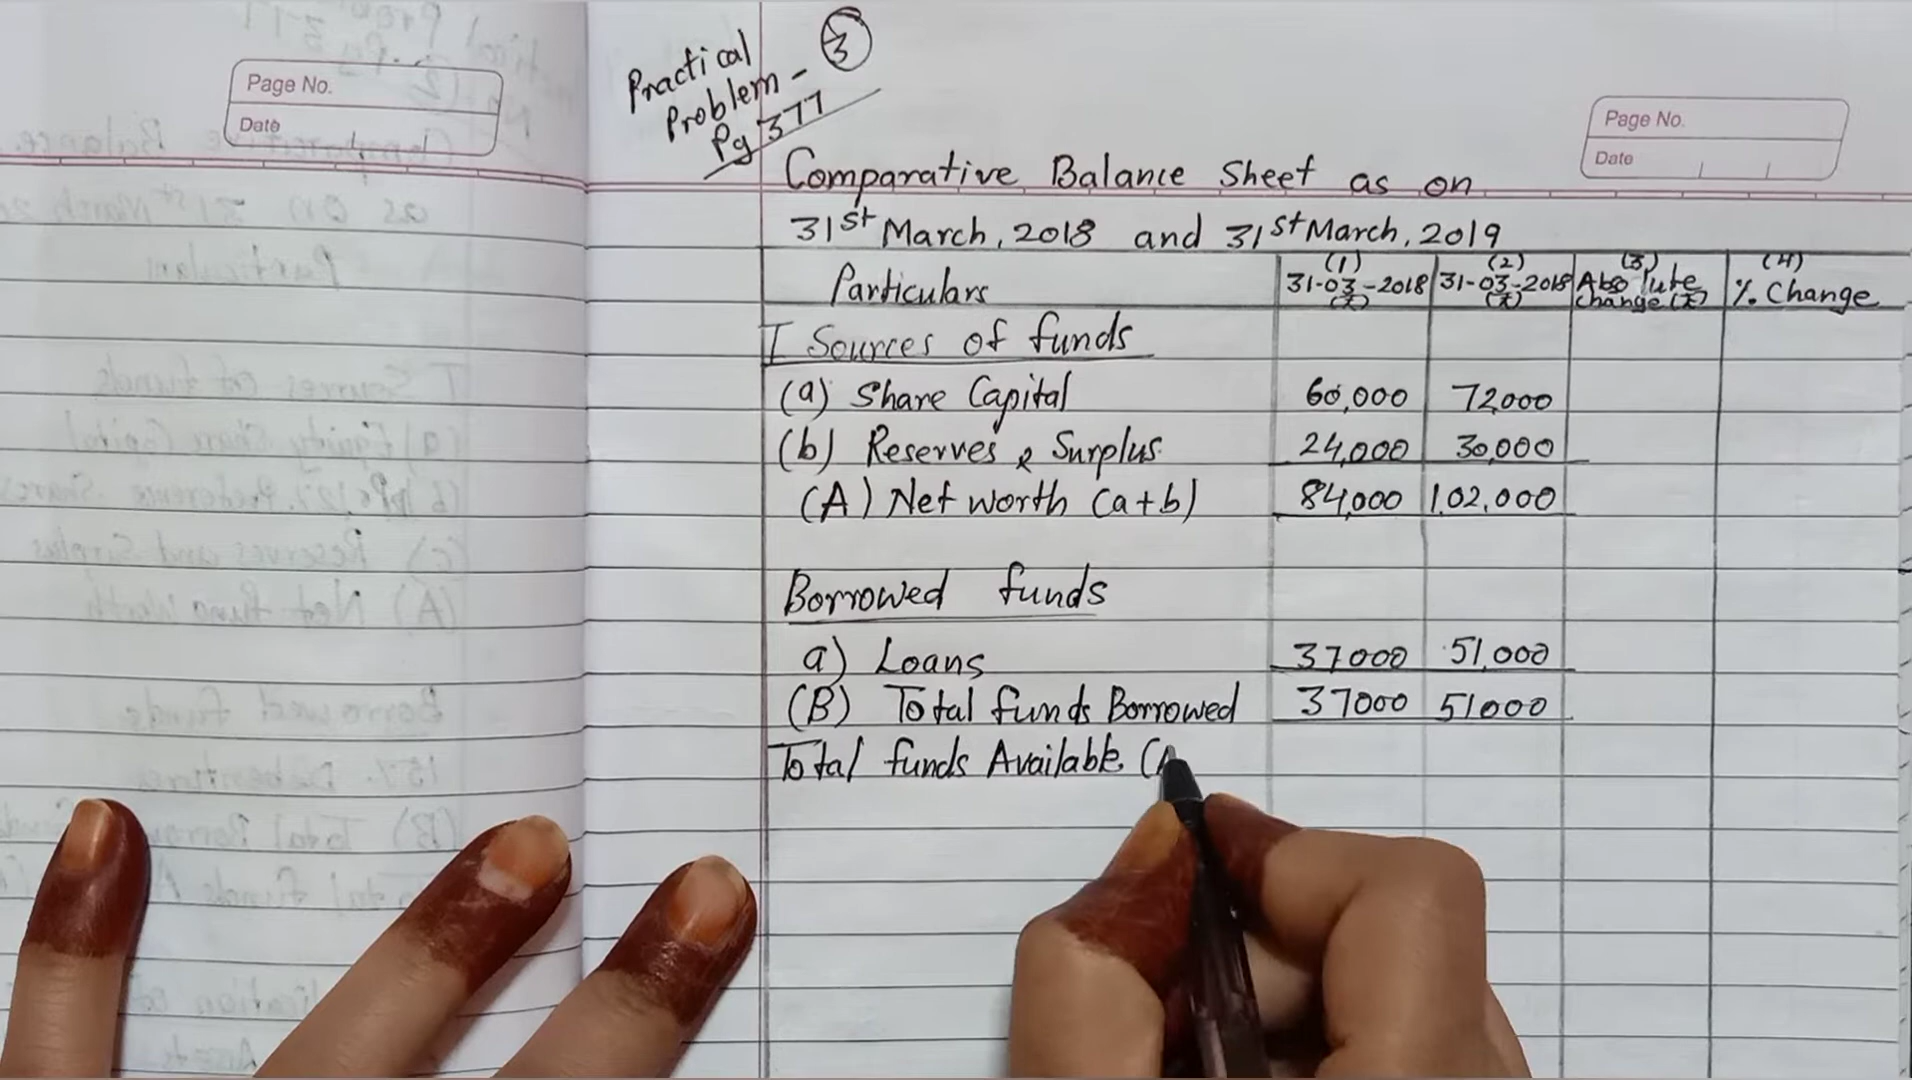 Page No.
Date
Practical
Problem - 3
Pg 377
Page No.
Date
Comparative Balance Sheet as on
31st March, 2018 and 31st March, 2019
Particulars (1) 31-03-2018 (₹) (2) 31-03-2018 (₹) (3) Absolute Change (₹) (4) % Change
I Sources of funds
(a) Share Capital 60,000 72,000
(b) Reserves & Surplus 24,000 30,000
(A) Net worth (a+b) 84,000 1,02,000
Borrowed funds
a) Loans 37000 51,000
(B) Total funds Borrowed 37000 51000
Total funds Available (A